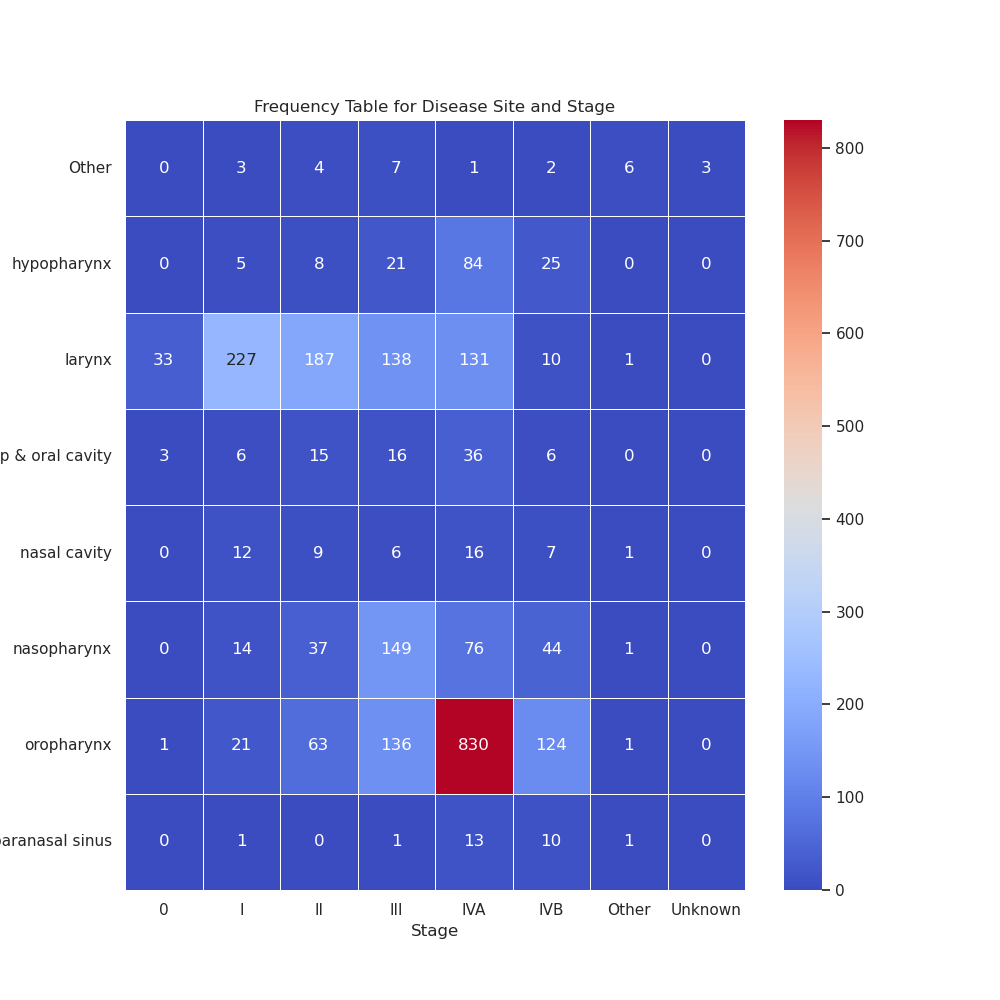 Frequency Table for Disease Site and Stage
Other 0 3 4 7 1 2 6 3
hypopharynx 0 5 8 21 84 25 0 0
larynx 33 227 187 138 131 10 1 0
p & oral cavity 3 6 15 16 36 6 0 0
nasal cavity 0 12 9 6 16 7 1 0
nasopharynx 0 14 37 149 76 44 1 0
oropharynx 1 21 63 136 830 124 1 0
paranasal sinus 0 1 0 1 13 10 1 0
0 I II III IVA IVB Other Unknown
Stage
800
700
600
500
400
300
200
100
0